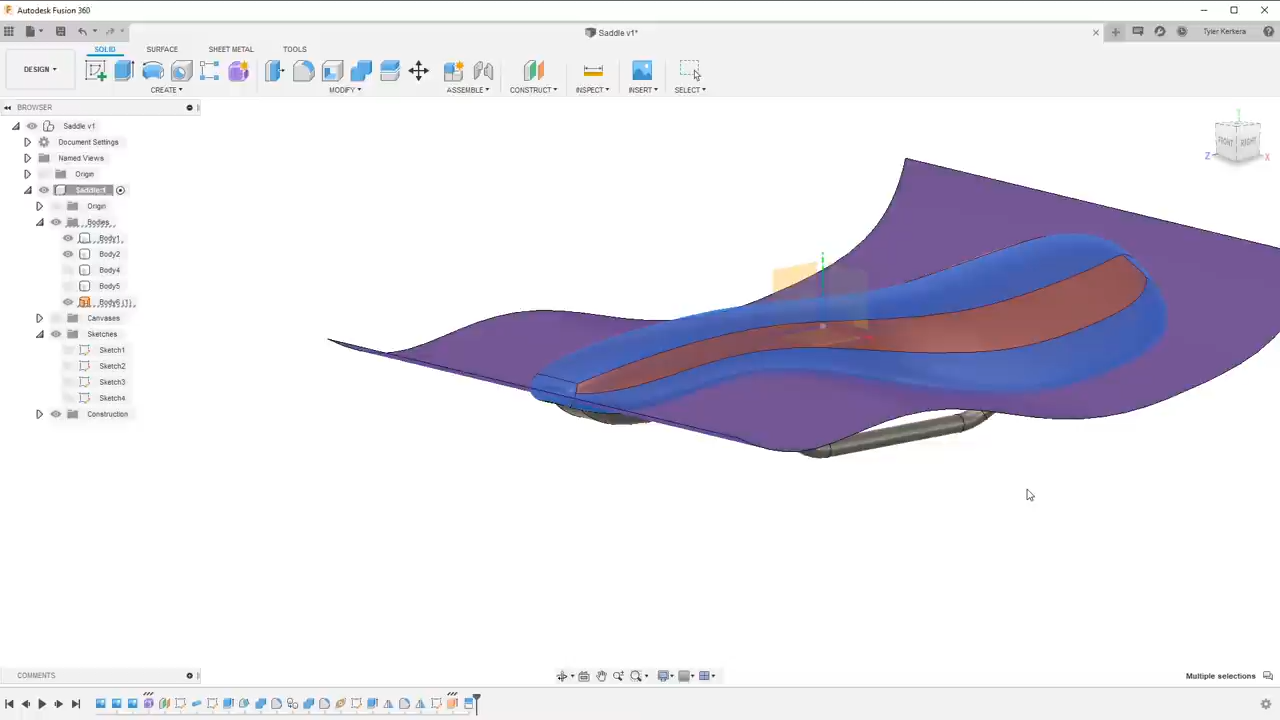 Autodesk Fusion 360
Saddle v1*
Tyler Kerkera
DESIGN
SOLID SURFACE SHEET METAL TOOLS
CREATE MODIFY ASSEMBLE CONSTRUCT INSPECT INSERT SELECT
BROWSER
Saddle v1
Document Settings
Named Views
Origin
Saddle:1
Origin
Bodies
Body1
Body2
Body4
Body5
Body6 (1)
Canvases
Sketches
Sketch1
Sketch2
Sketch3
Sketch4
Construction
FRONT RIGHT
Z X
COMMENTS
Multiple selections